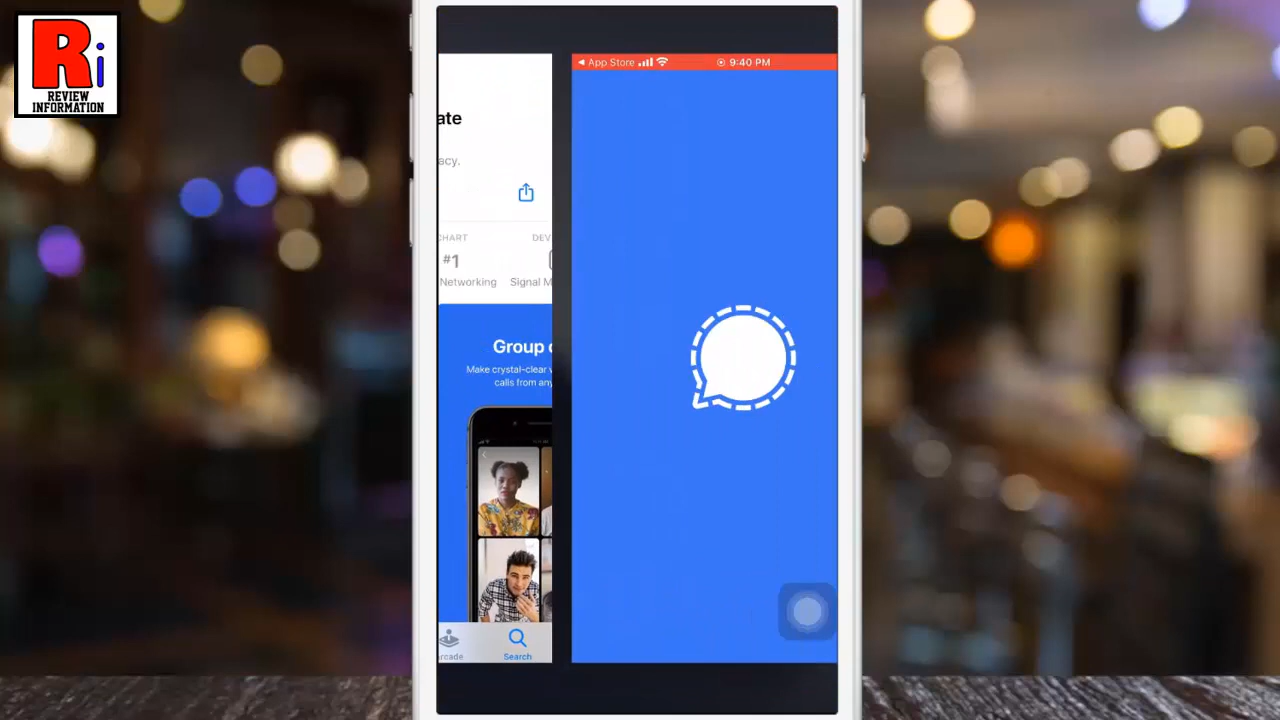 Ri
REVIEW
INFORMATION
ate
acy.
CHART
DEV
#1
Networking
Signal M
Group
Make crystal-clear
calls from any
rcade
Search
App Store
9:40 PM